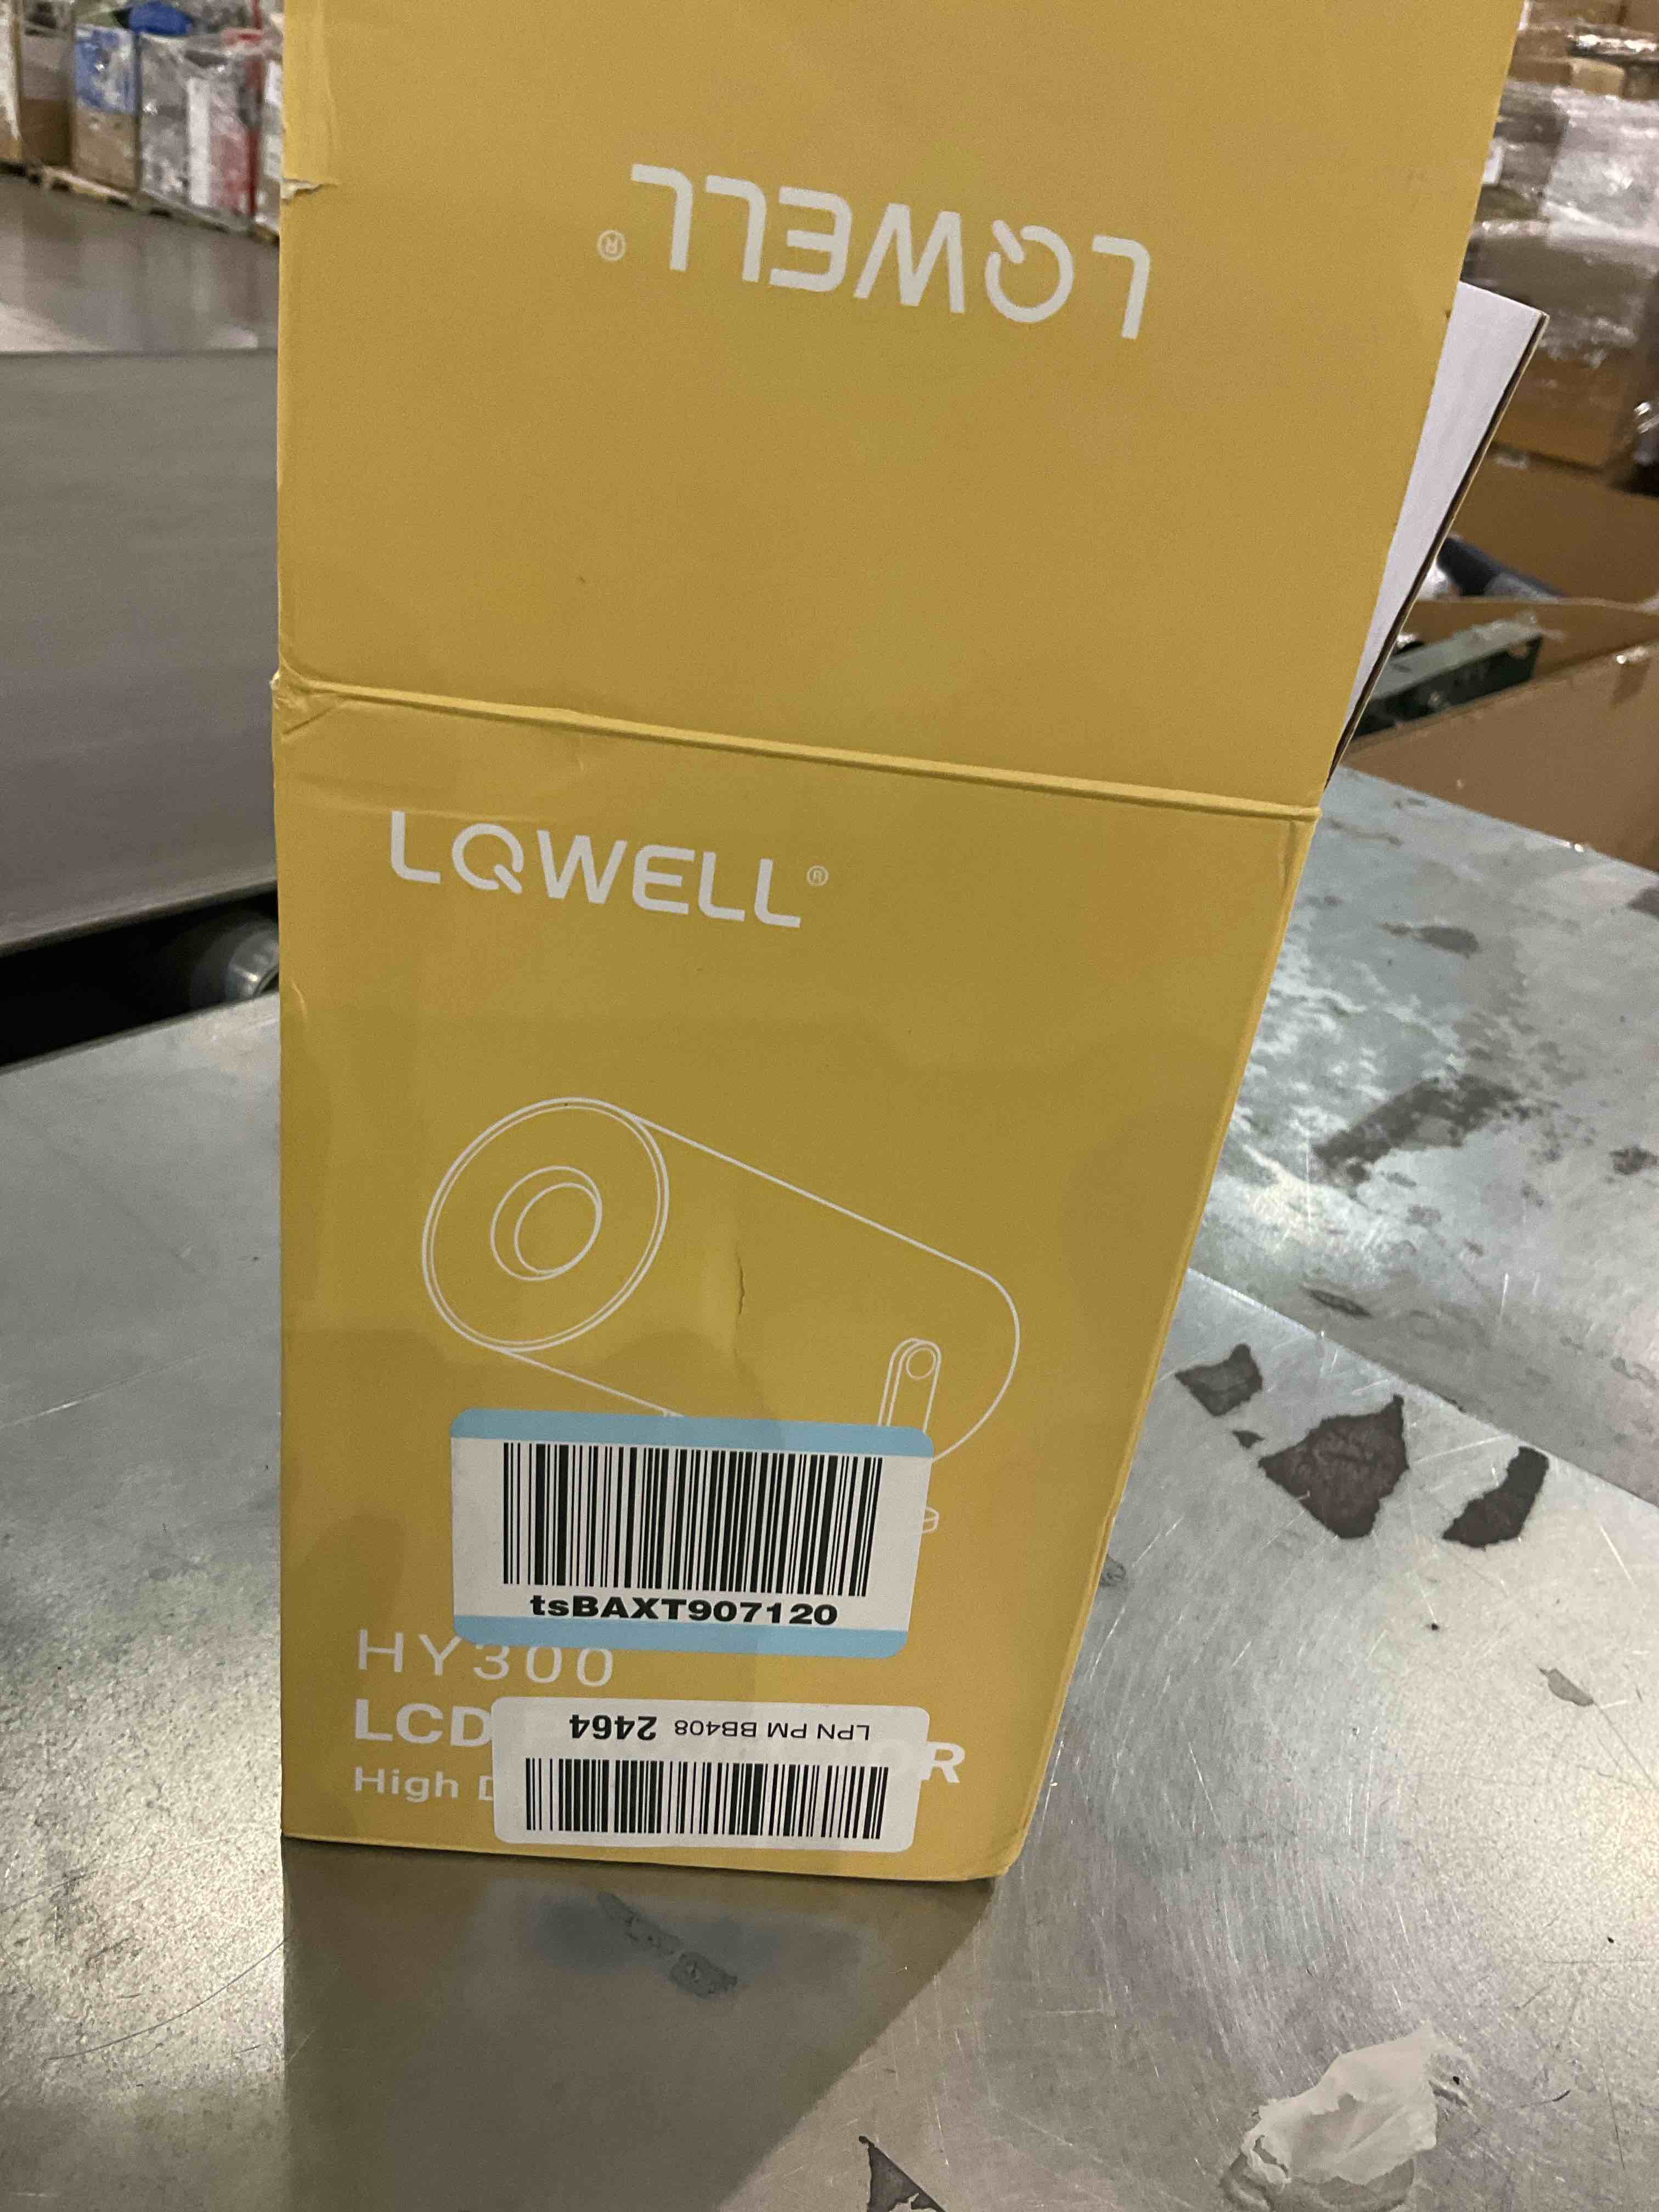 LQWELL®
LQWELL®
tsBAXT907120
HY300
LCD
High
LPN PM BB408 2464